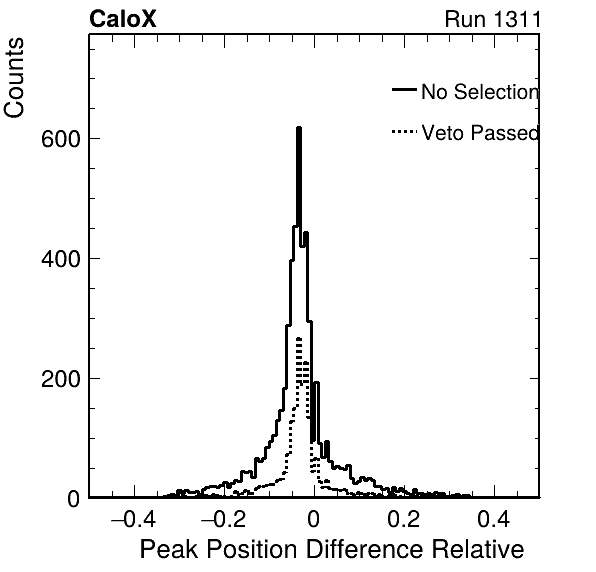 CaloX Run 1311
Counts
No Selection
Veto Passed
600
400
200
0
−0.4 −0.2 0 0.2 0.4
Peak Position Difference Relative